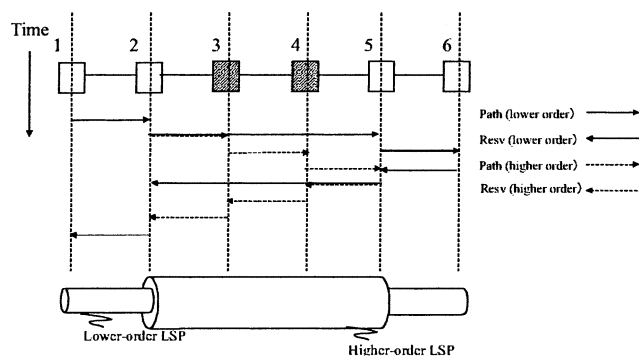 Time
1 2 3 4 5 6
Path (lower order)
Resv (lower order)
Path (higher order)
Resv (higher order)
Lower-order LSP
Higher-order LSP